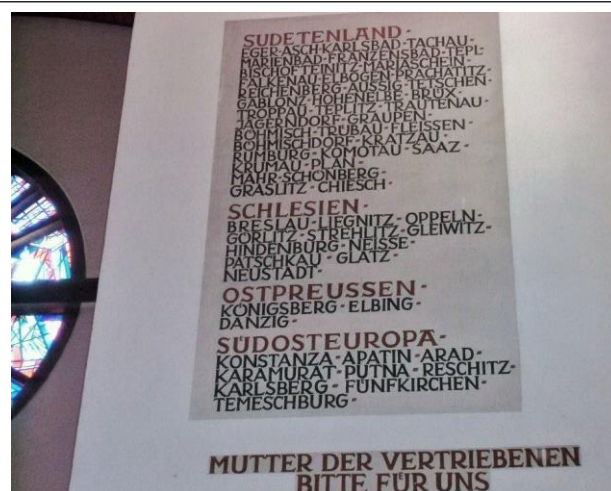 SUDETENLAND-
EGER-ASCH-KARLSBAD-TACHAU-
MARIENBAD-FRANZENSBAD-TEPL-
BISCHOFTEINITZ-MARIASCHEIN-
FALKENAU-ELBOGEN-PRACHATITZ-
REICHENBERG-AUSSIG-TETSCHEN-
GABLONZ-HOHENELBE-BRÜX-
TROPPAU-TEPLITZ-TRAUTENAU-
JÄGERNDORF-GRAUPEN-
BÖHMISCH-TRÜBAU-FLEISSEN-
BÖHMISCHDORF-KRATZAU-
RUMBURG-KOMOTAU-SAAZ-
KRUMAU-PLAN-
MÄHR-SCHÖNBERG-
GRASLITZ-CHIESCH-
SCHLESIEN-
BRESLAU-LIEGNITZ-OPPELN-
GÖRLITZ-STREHLITZ-GLEIWITZ-
HINDENBURG-NEISSE-
PATSCHKAU-GLATZ-
NEUSTADT-
OSTPREUSSEN-
KÖNIGSBERG-ELBING-
DANZIG-
SÜDOSTEUROPA-
KONSTANZA-APATIN-ARAD-
KARAMURAT-PUTNA-RESCHITZ-
KARLSBERG-FÜNFKIRCHEN-
TEMESCHBURG-
MUTTER DER VERTRIEBENEN
BITTE FÜR UNS